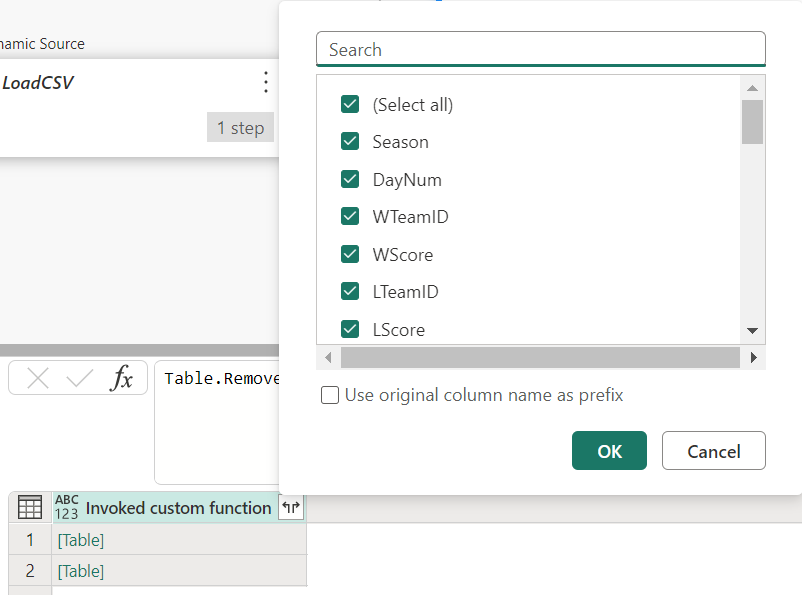 namic Source
LoadCSV
1 step
Search
(Select all)
Season
DayNum
WTeamID
WScore
LTeamID
LScore
Use original column name as prefix
OK
Cancel
fx
Table.Remove
ABC
123
Invoked custom function
1
[Table]
2
[Table]